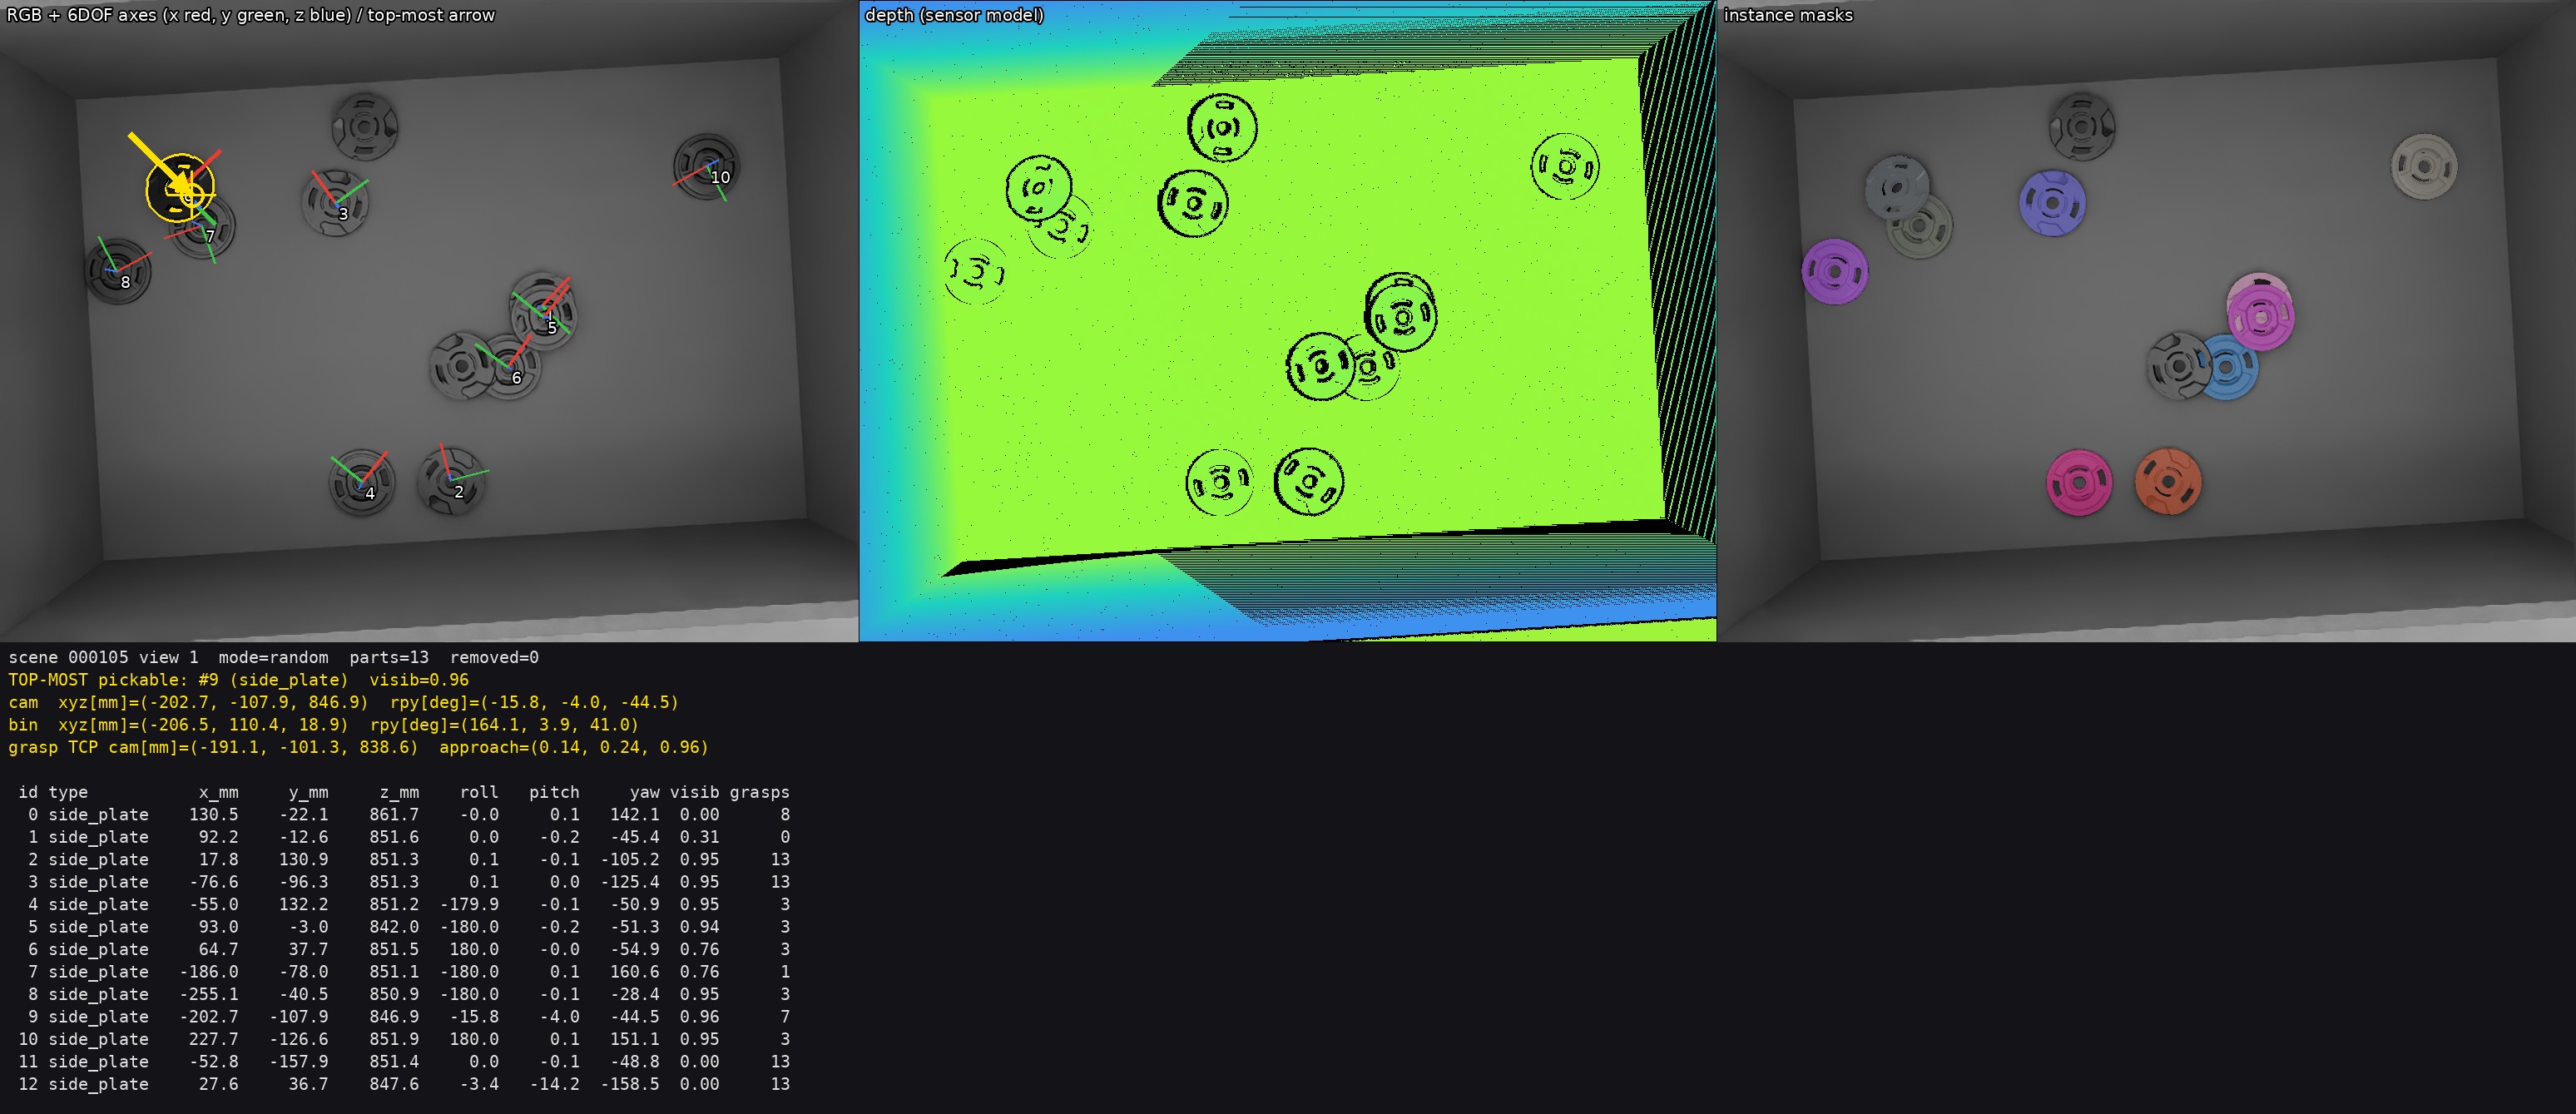 RGB + 6DOF axes (x red, y green, z blue) / top-most arrow
depth (sensor model)
instance masks
10
3
7
8
5
6
4
2
scene 000105 view 1 mode=random parts=13 removed=0
TOP-MOST pickable: #9 (side_plate) visib=0.96
cam xyz[mm]=(-202.7, -107.9, 846.9) rpy[deg]=(-15.8, -4.0, -44.5)
bin xyz[mm]=(-206.5, 110.4, 18.9) rpy[deg]=(164.1, 3.9, 41.0)
grasp TCP cam[mm]=(-191.1, -101.3, 838.6) approach=(0.14, 0.24, 0.96)
id type x_mm y_mm z_mm roll pitch yaw visib grasps
0 side_plate 130.5 -22.1 861.7 -0.0 0.1 142.1 0.00 8
1 side_plate 92.2 -12.6 851.6 0.0 -0.2 -45.4 0.31 0
2 side_plate 17.8 130.9 851.3 0.1 -0.1 -105.2 0.95 13
3 side_plate -76.6 -96.3 851.3 0.1 0.0 -125.4 0.95 13
4 side_plate -55.0 132.2 851.2 -179.9 -0.1 -50.9 0.95 3
5 side_plate 93.0 -3.0 842.0 -180.0 -0.2 -51.3 0.94 3
6 side_plate 64.7 37.7 851.5 180.0 -0.0 -54.9 0.76 3
7 side_plate -186.0 -78.0 851.1 -180.0 0.1 160.6 0.76 1
8 side_plate -255.1 -40.5 850.9 -180.0 -0.1 -28.4 0.95 3
9 side_plate -202.7 -107.9 846.9 -15.8 -4.0 -44.5 0.96 7
10 side_plate 227.7 -126.6 851.9 180.0 0.1 151.1 0.95 3
11 side_plate -52.8 -157.9 851.4 0.0 -0.1 -48.8 0.00 13
12 side_plate 27.6 36.7 847.6 -3.4 -14.2 -158.5 0.00 13